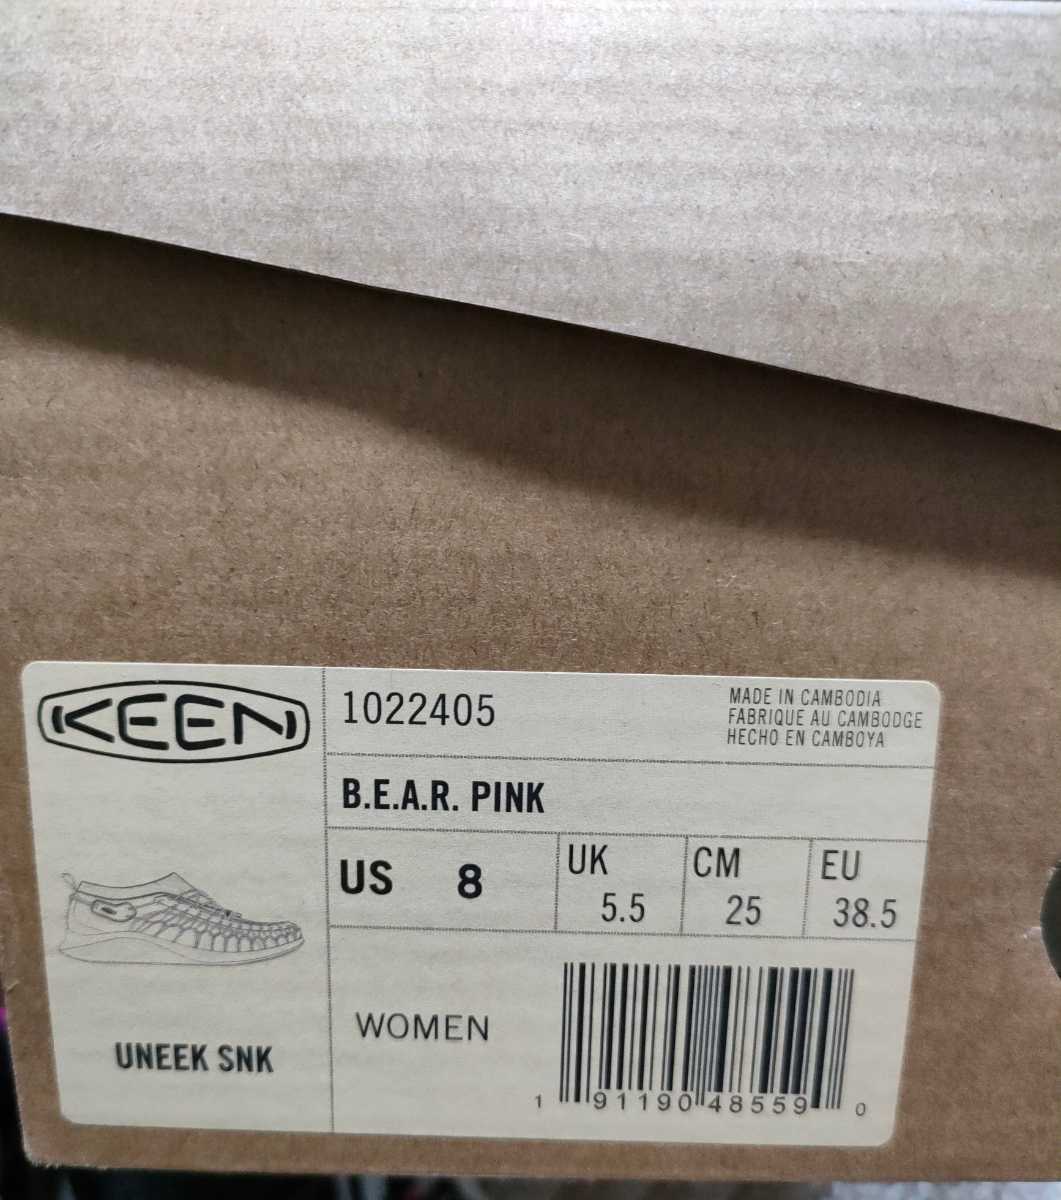 KEEN
1022405
MADE IN CAMBODIA
FABRIQUE AU CAMBODGE
HECHO EN CAMBOYA
B.E.A.R. PINK
US 8
UK 5.5
CM 25
EU 38.5
WOMEN
UNEEK SNK
1 91190 48559 0